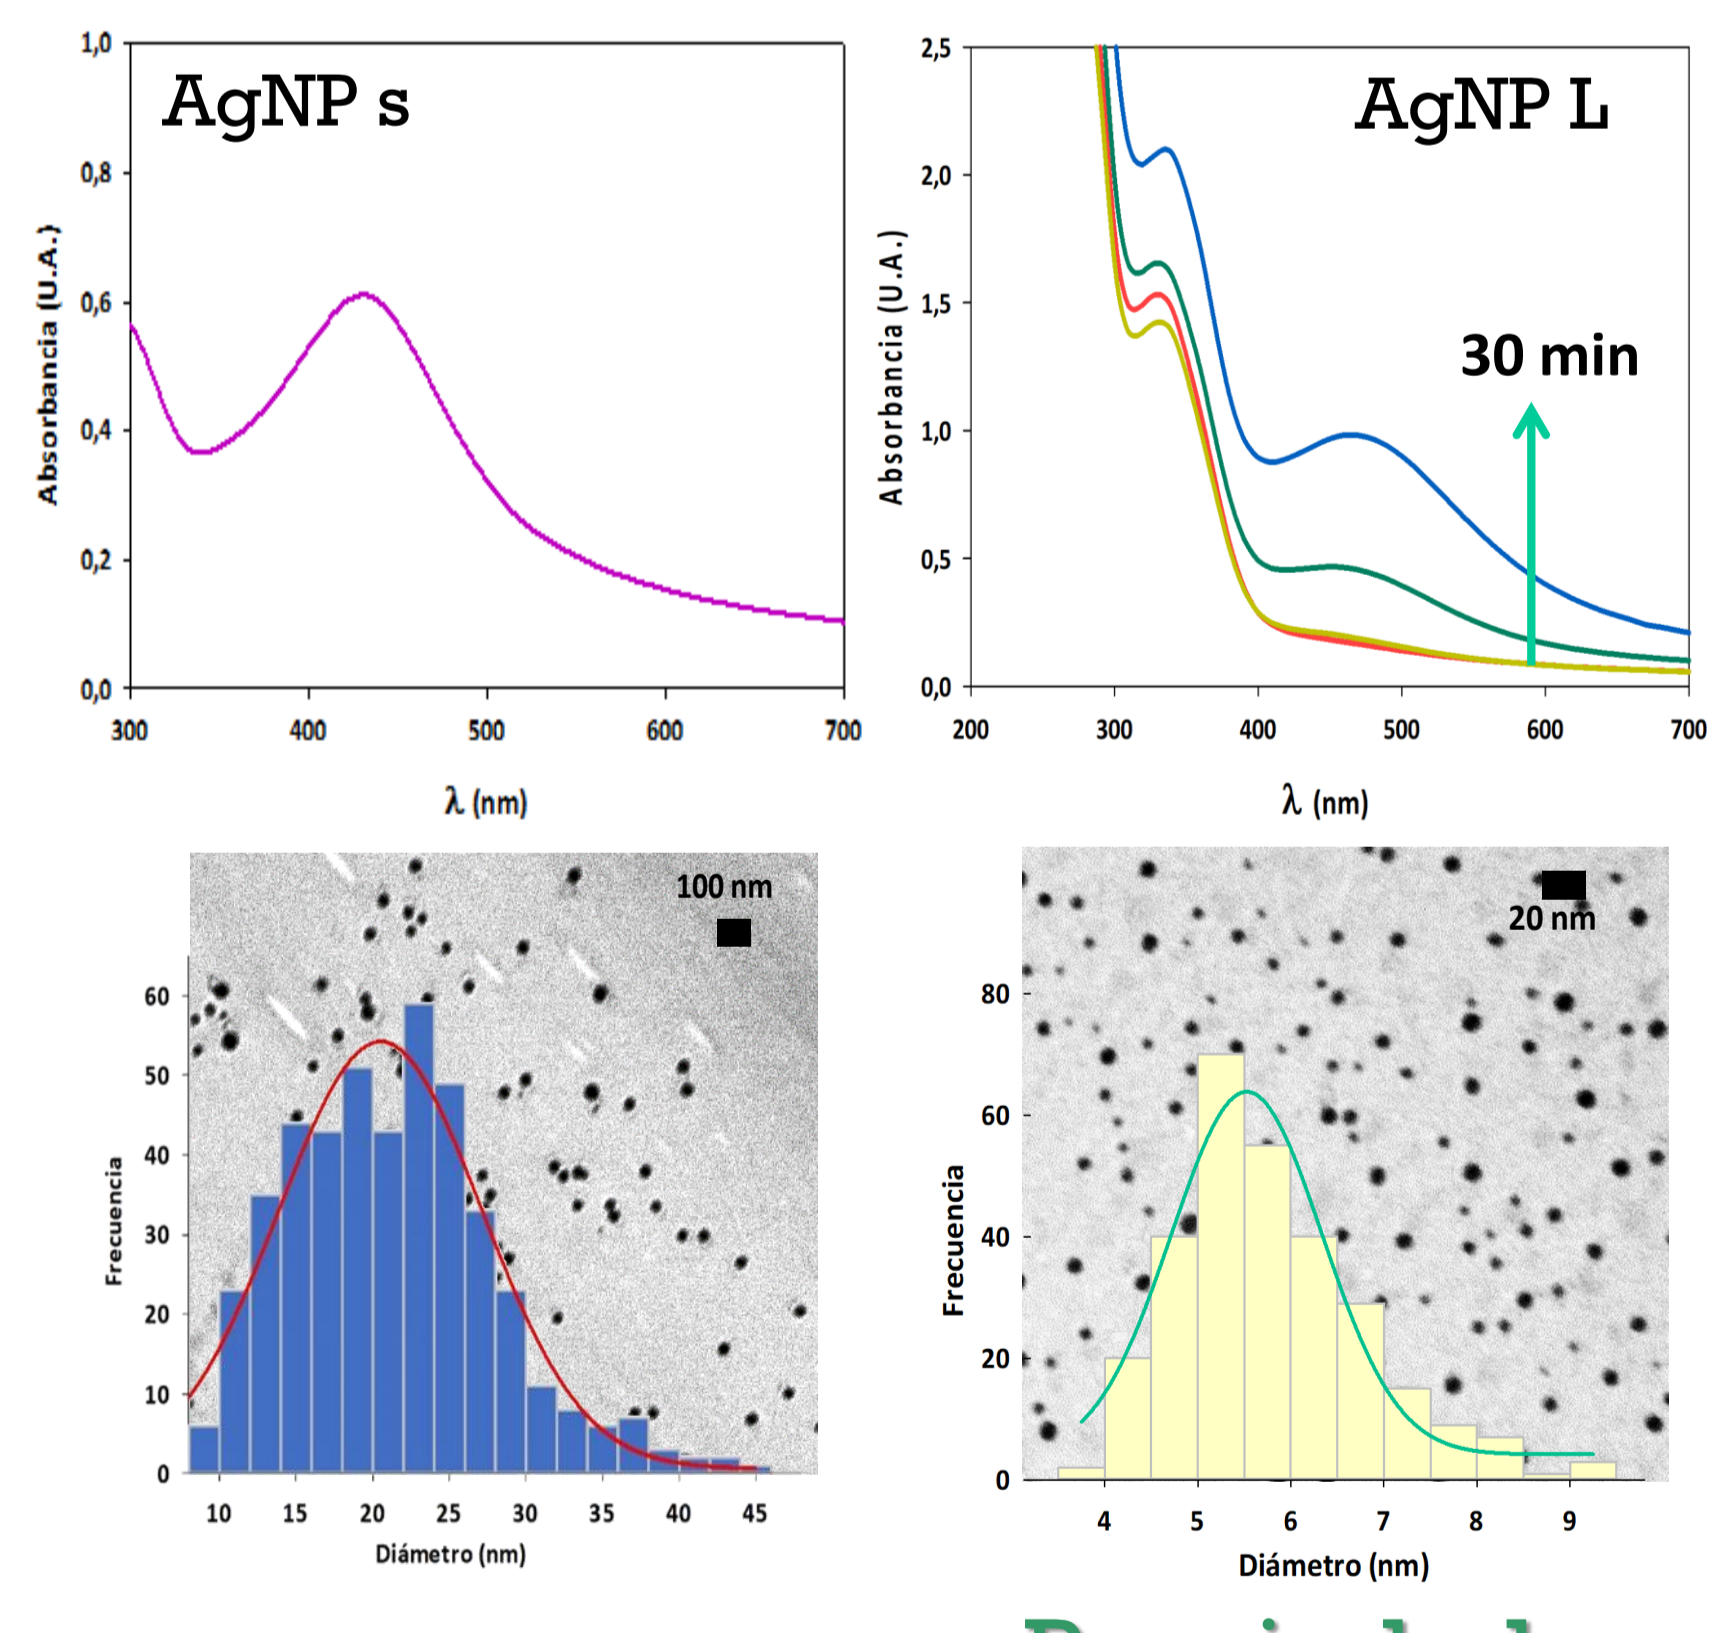 AgNP s
1,0
0,8
0,6
0,4
0,2
0,0
Absorbancia (U.A.)
300 400 500 600 700
λ (nm)
AgNP L
2,5
2,0
1,5
1,0
0,5
0,0
Absorbancia (U.A.)
30 min
200 300 400 500 600 700
λ (nm)
100 nm
60
50
40
30
20
10
0
Frecuencia
10 15 20 25 30 35 40 45
Diámetro (nm)
20 nm
80
60
40
20
0
Frecuencia
4 5 6 7 8 9
Diámetro (nm)